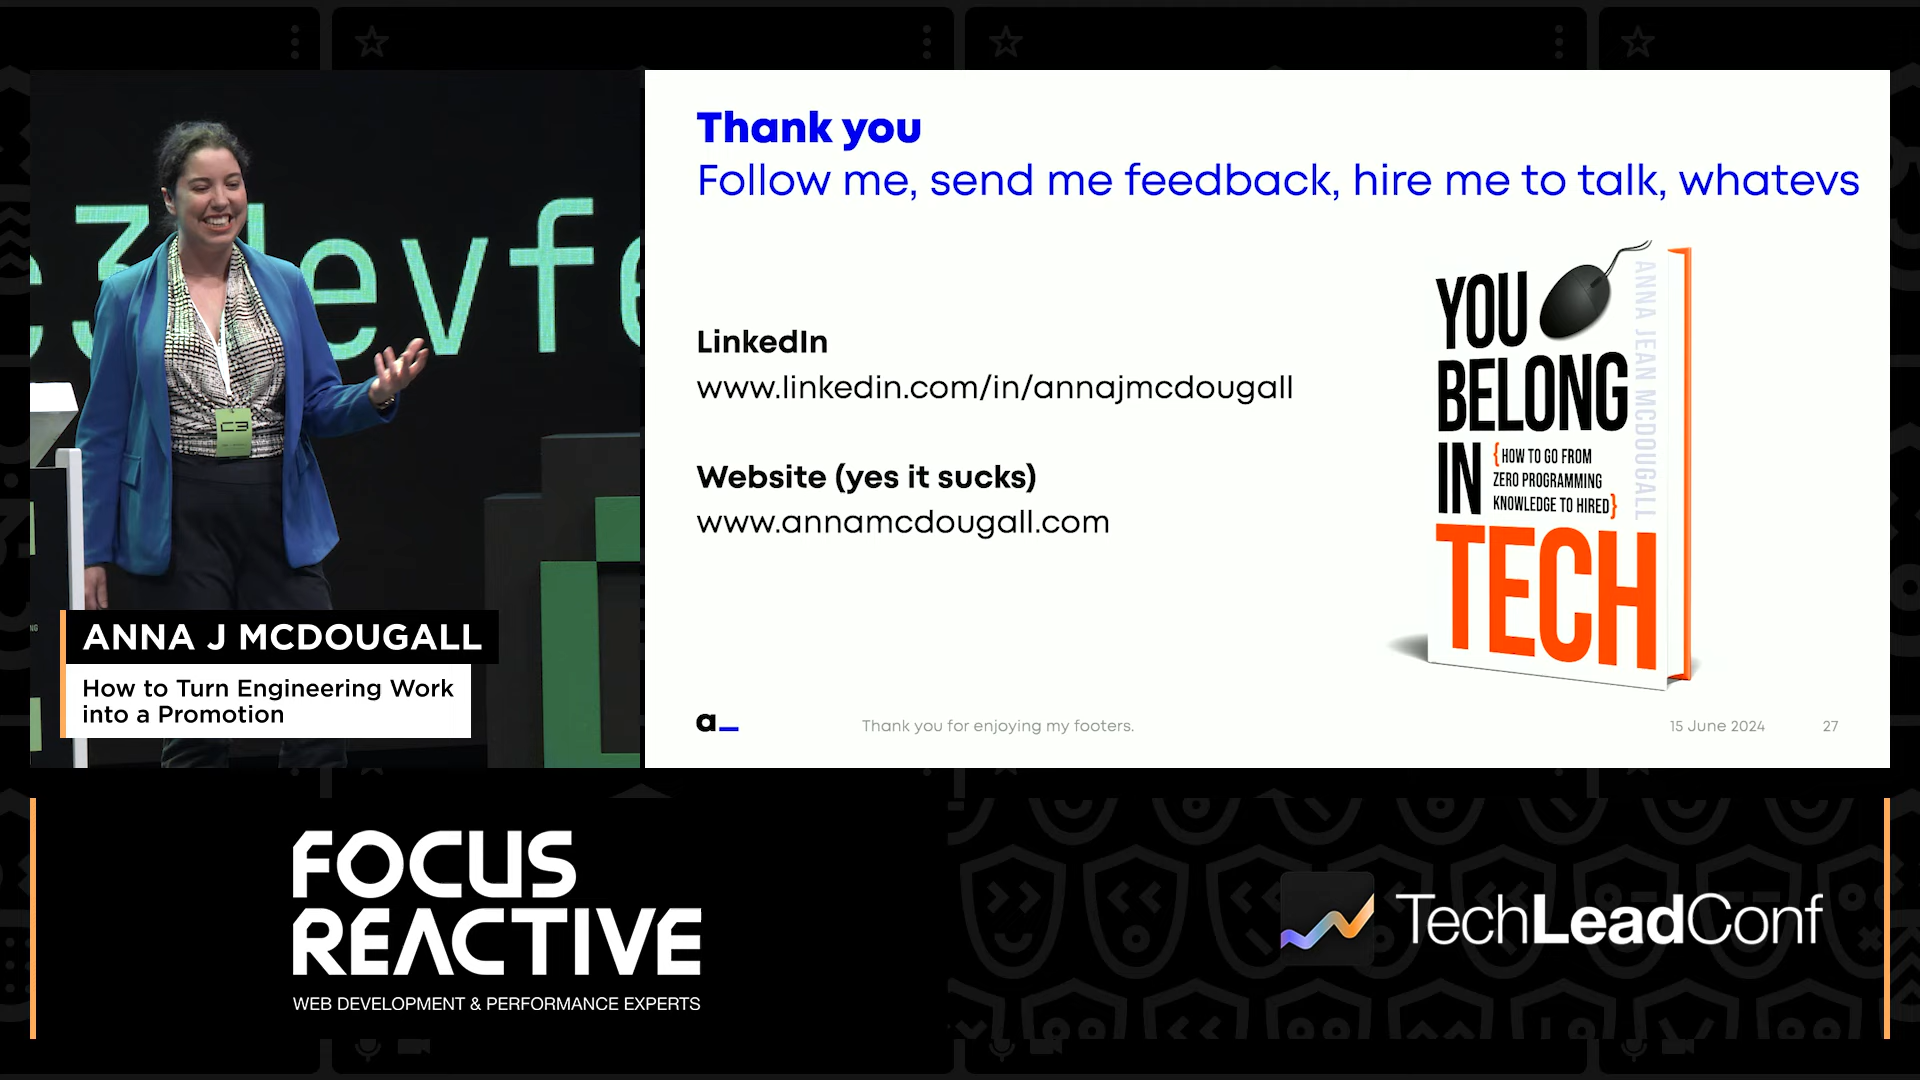 Thank you
Follow me, send me feedback, hire me to talk, whatevs
LinkedIn
www.linkedin.com/in/annajmcdougall
Website (yes it sucks)
www.annamcdougall.com
YOU
BELONG
IN
{HOW TO GO FROM
ZERO PROGRAMMING
KNOWLEDGE TO HIRED}
TECH
ANNA JEAN MCDOUGALL
a_
Thank you for enjoying my footers.
15 June 2024
27
c3devfe
C3
ANNA J MCDOUGALL
How to Turn Engineering Work
into a Promotion
FOCUS
REACTIVE
WEB DEVELOPMENT & PERFORMANCE EXPERTS
TechLeadConf